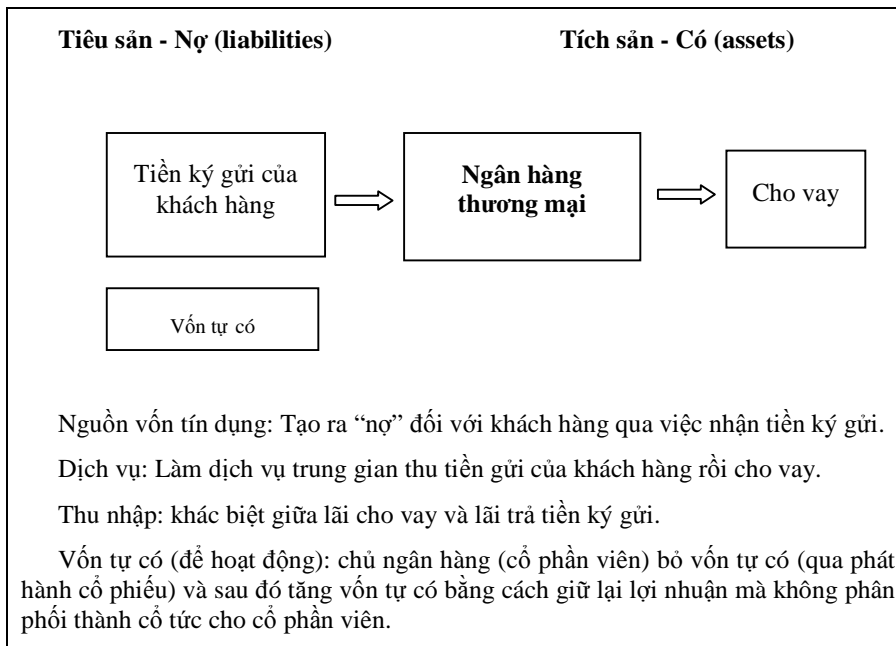 Tiêu sản - Nợ (liabilities)
Tích sản - Có (assets)
Tiền ký gửi của
khách hàng
Ngân hàng
thương mại
Cho vay
Vốn tự có
Nguồn vốn tín dụng: Tạo ra “nợ” đối với khách hàng qua việc nhận tiền ký gửi.
Dịch vụ: Làm dịch vụ trung gian thu tiền gửi của khách hàng rồi cho vay.
Thu nhập: khác biệt giữa lãi cho vay và lãi trả tiền ký gửi.
Vốn tự có (để hoạt động): chủ ngân hàng (cổ phần viên) bỏ vốn tự có (qua phát
hành cổ phiếu) và sau đó tăng vốn tự có bằng cách giữ lại lợi nhuận mà không phân
phối thành cổ tức cho cổ phần viên.